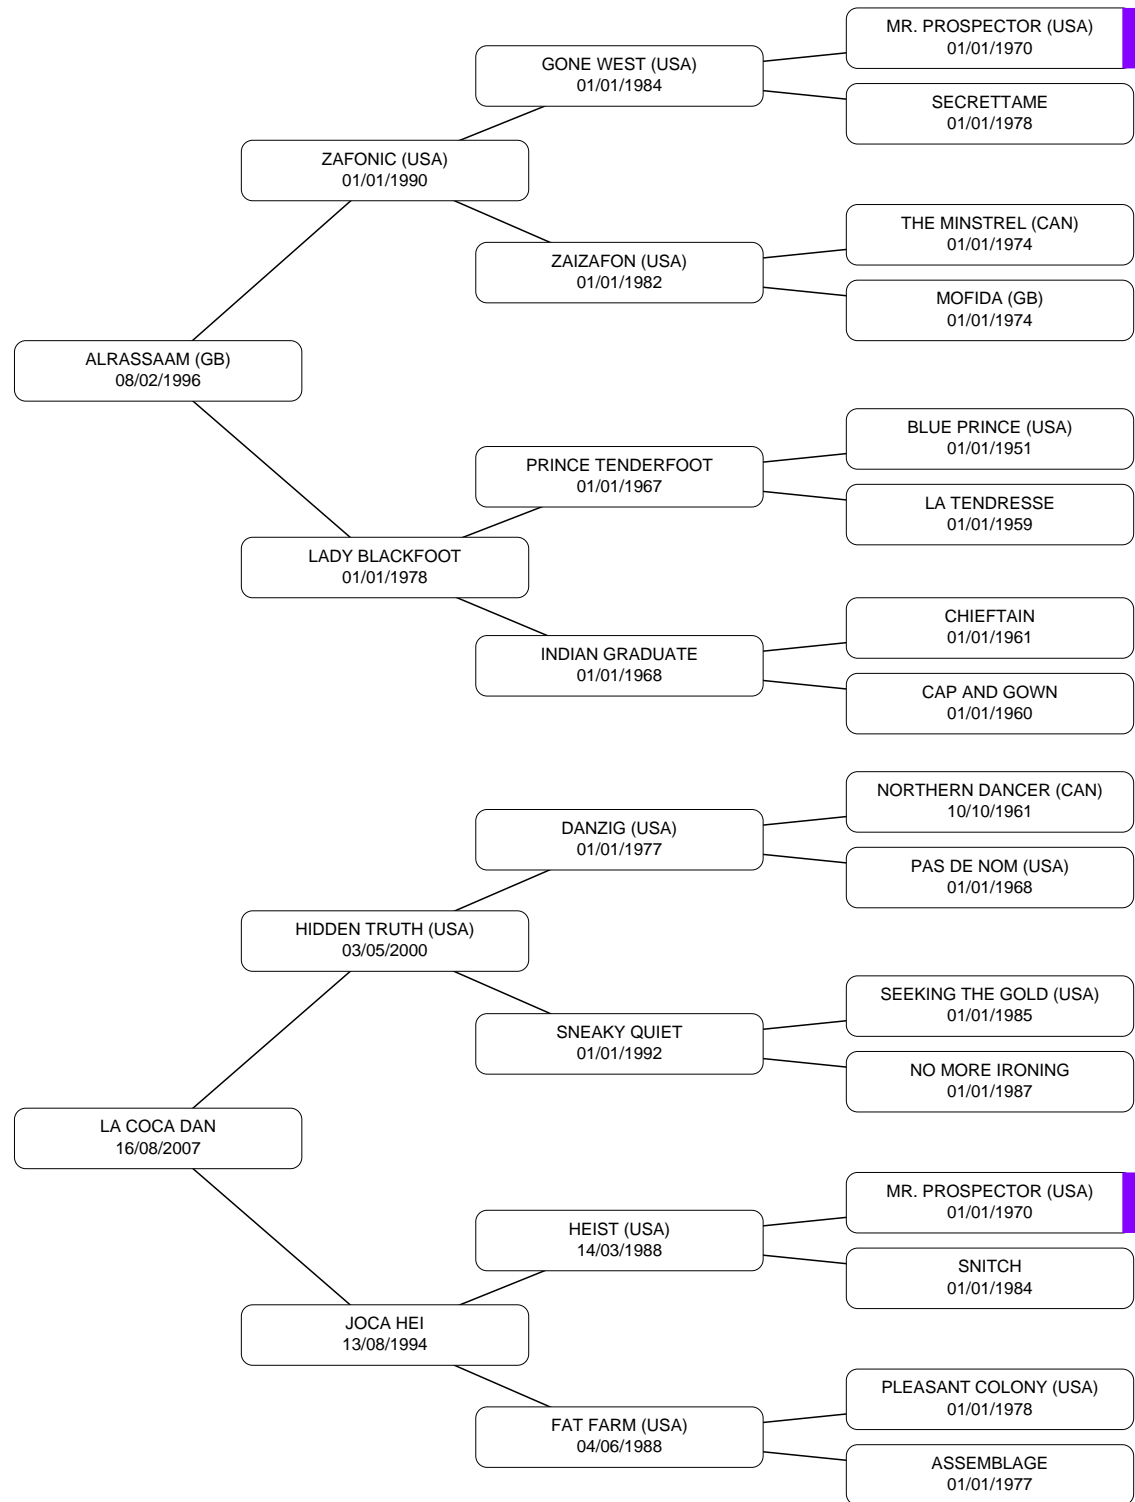 MR. PROSPECTOR (USA)
01/01/1970
GONE WEST (USA)
01/01/1984
SECRETTAME
01/01/1978
ZAFONIC (USA)
01/01/1990
THE MINSTREL (CAN)
01/01/1974
ZAIZAFON (USA)
01/01/1982
MOFIDA (GB)
01/01/1974
ALRASSAAM (GB)
08/02/1996
BLUE PRINCE (USA)
01/01/1951
PRINCE TENDERFOOT
01/01/1967
LA TENDRESSE
01/01/1959
LADY BLACKFOOT
01/01/1978
CHIEFTAIN
01/01/1961
INDIAN GRADUATE
01/01/1968
CAP AND GOWN
01/01/1960
NORTHERN DANCER (CAN)
10/10/1961
DANZIG (USA)
01/01/1977
PAS DE NOM (USA)
01/01/1968
HIDDEN TRUTH (USA)
03/05/2000
SEEKING THE GOLD (USA)
01/01/1985
SNEAKY QUIET
01/01/1992
NO MORE IRONING
01/01/1987
LA COCA DAN
16/08/2007
MR. PROSPECTOR (USA)
01/01/1970
HEIST (USA)
14/03/1988
SNITCH
01/01/1984
JOCA HEI
13/08/1994
PLEASANT COLONY (USA)
01/01/1978
FAT FARM (USA)
04/06/1988
ASSEMBLAGE
01/01/1977